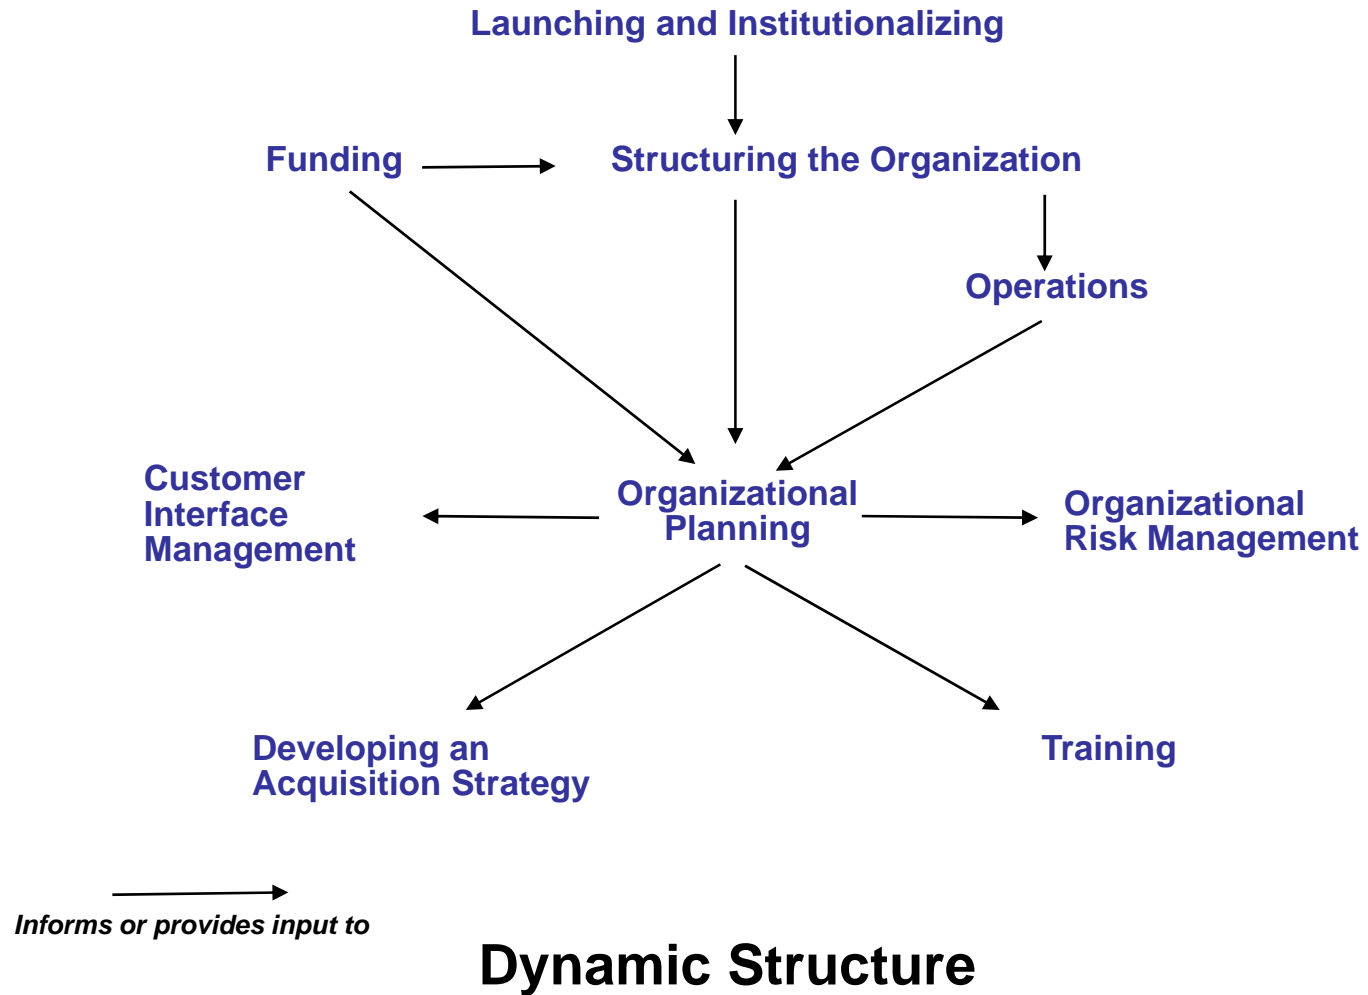 Launching and Institutionalizing
Funding
Structuring the Organization
Operations
Customer
Interface
Management
Organizational
Planning
Organizational
Risk Management
Developing an
Acquisition Strategy
Training
Informs or provides input to
Dynamic Structure